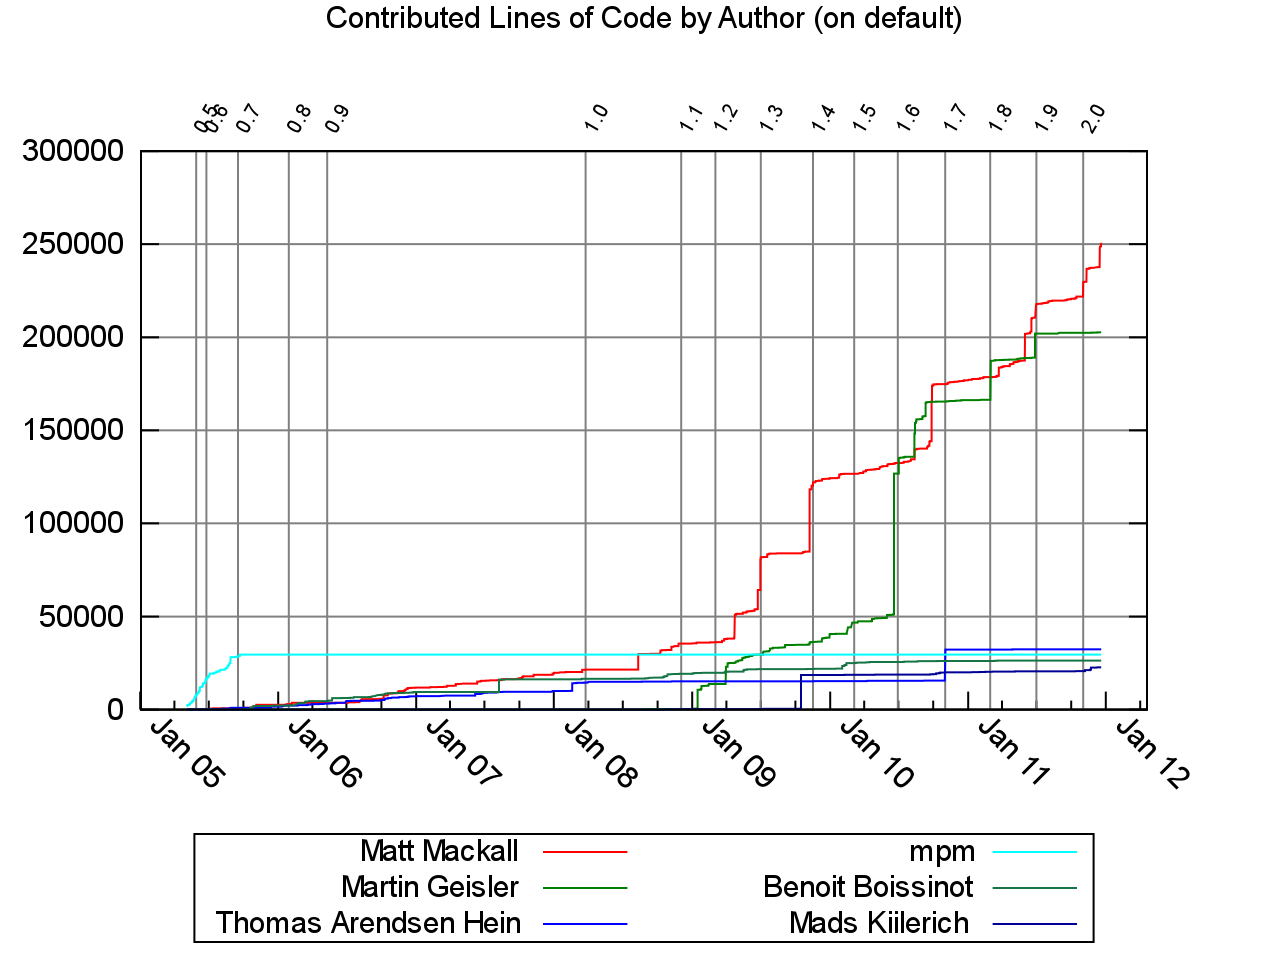 Contributed Lines of Code by Author (on default)
0.5 0.6 0.7 0.8 0.9 1.0 1.1 1.2 1.3 1.4 1.5 1.6 1.7 1.8 1.9 2.0
300000
250000
200000
150000
100000
50000
0
Jan 05 Jan 06 Jan 07 Jan 08 Jan 09 Jan 10 Jan 11 Jan 12
Matt Mackall mpm
Martin Geisler Benoit Boissinot
Thomas Arendsen Hein Mads Kiilerich